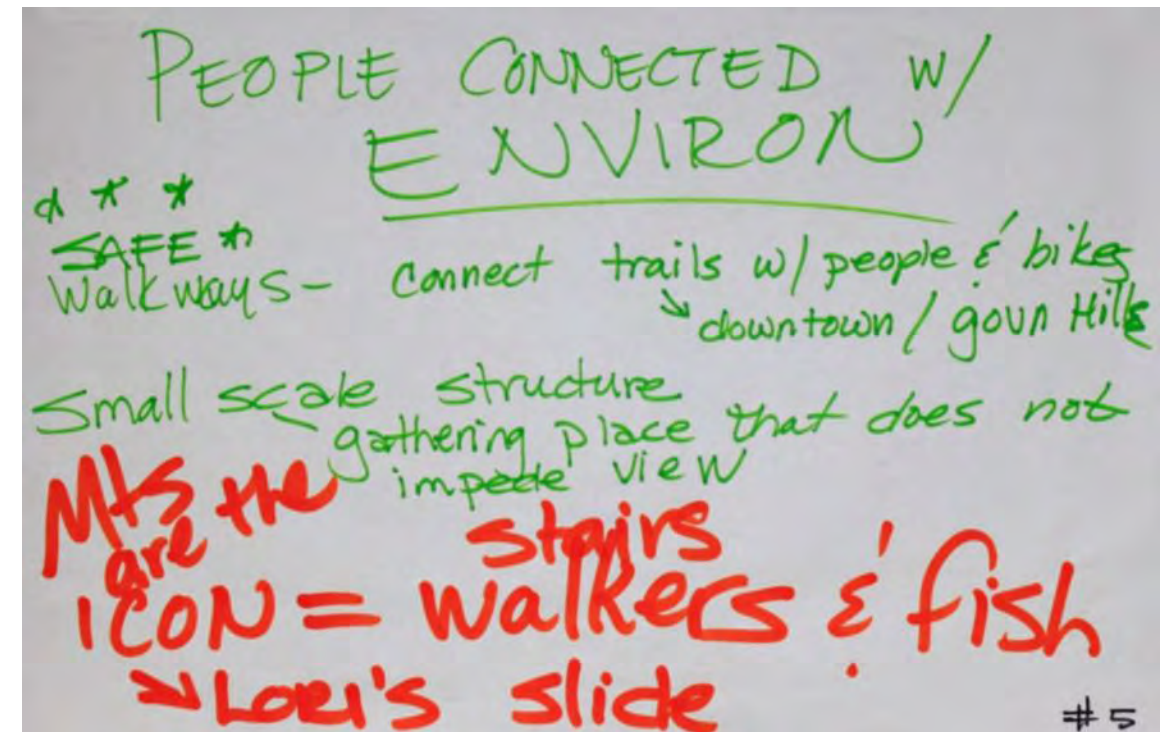 PEOPLE CONNECTED W/
ENVIRON
* * *
SAFE *
Walkways - connect trails w/ people & bikes
↘ downtown / goun Hills
Small scale structure
gathering place that does not
impede view
Mts
are the
ICON = stairs
walkers & fish
↘ Lori's slide
#5